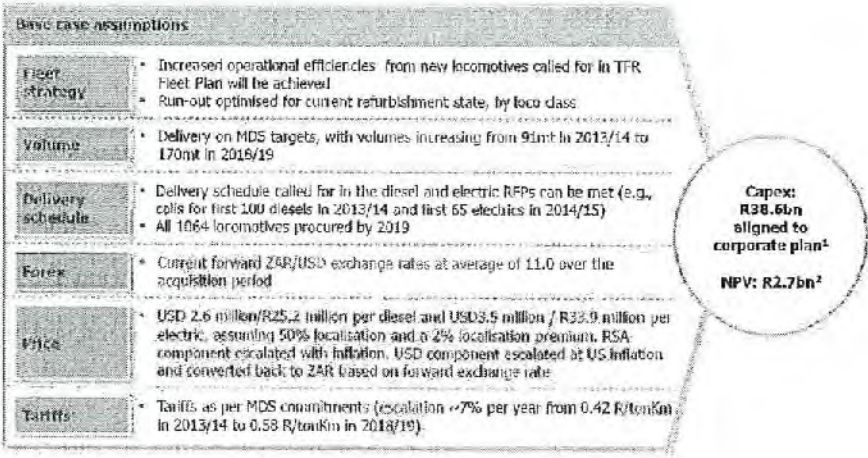 Base case assumptions
Fleet
strategy
• Increased operational efficiencies from new locomotives called for in TFR
Fleet Plan will be achieved
• Run-out optimised for current refurbishment state, by loco class
Volume
• Delivery on MDS targets, with volumes increasing from 91mt in 2013/14 to
170mt in 2018/19
Delivery
schedule
• Delivery schedule called for in the diesel and electric RFPs can be met (e.g.,
calls for first 100 diesels in 2013/14 and first 65 electrics in 2014/15)
• All 1064 locomotives procured by 2019
Forex
• Current forward ZAR/USD exchange rates at average of 11.0 over the
acquisition period
Price
• USD 2.6 million/R25.2 million per diesel and USD3.5 million / R33.9 million per
electric, assuming 50% localisation and a 2% localisation premium. RSA
component escalated with inflation. USD component escalated at US inflation
and converted back to ZAR based on forward exchange rate
Tariffs
• Tariffs as per MDS commitments (escalation ~7% per year from 0.42 R/tonKm
in 2013/14 to 0.58 R/tonKm in 2018/19)
Capex:
R38.6bn
aligned to
corporate plan¹
NPV: R2.7bn²